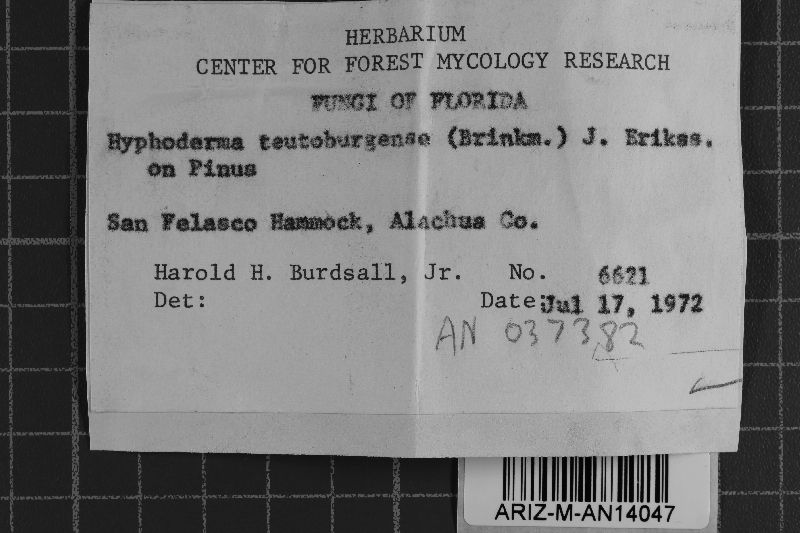 HERBARIUM
CENTER FOR FOREST MYCOLOGY RESEARCH
FUNGI OF FLORIDA
Hyphoderma teutoburgense (Brinkm.) J. Erikss.
on Pinus
San Felasco Hammock, Alachua Co.
Harold H. Burdsall, Jr. No. 6621
Det: Date: Jul 17, 1972
AN 037382
ARIZ-M-AN14047